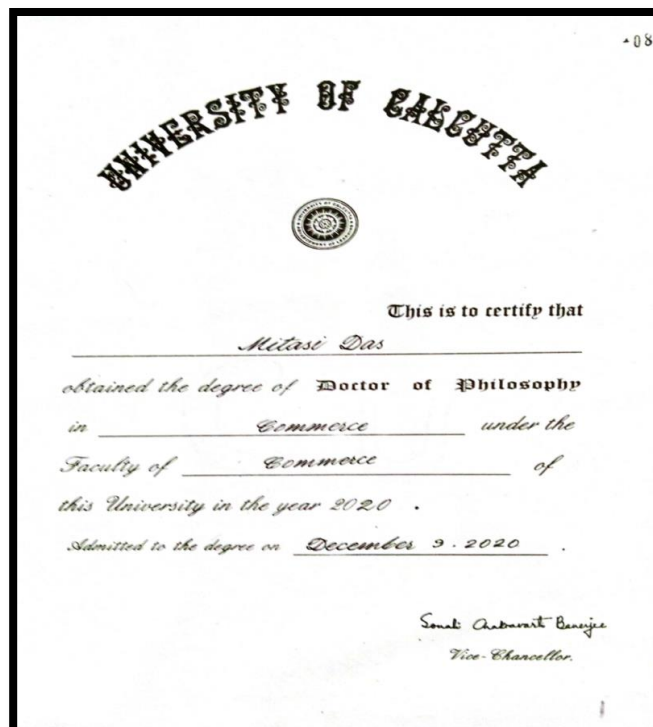 08
UNIVERSITY OF CALCUTTA
This is to certify that
Mitasi Das
obtained the degree of Doctor of Philosophy
in Commerce under the
Faculty of Commerce of
this University in the year 2020 .
Admitted to the degree on December 9 . 2020 .
Sonali Chakravarti Banerjee
Vice-Chancellor.